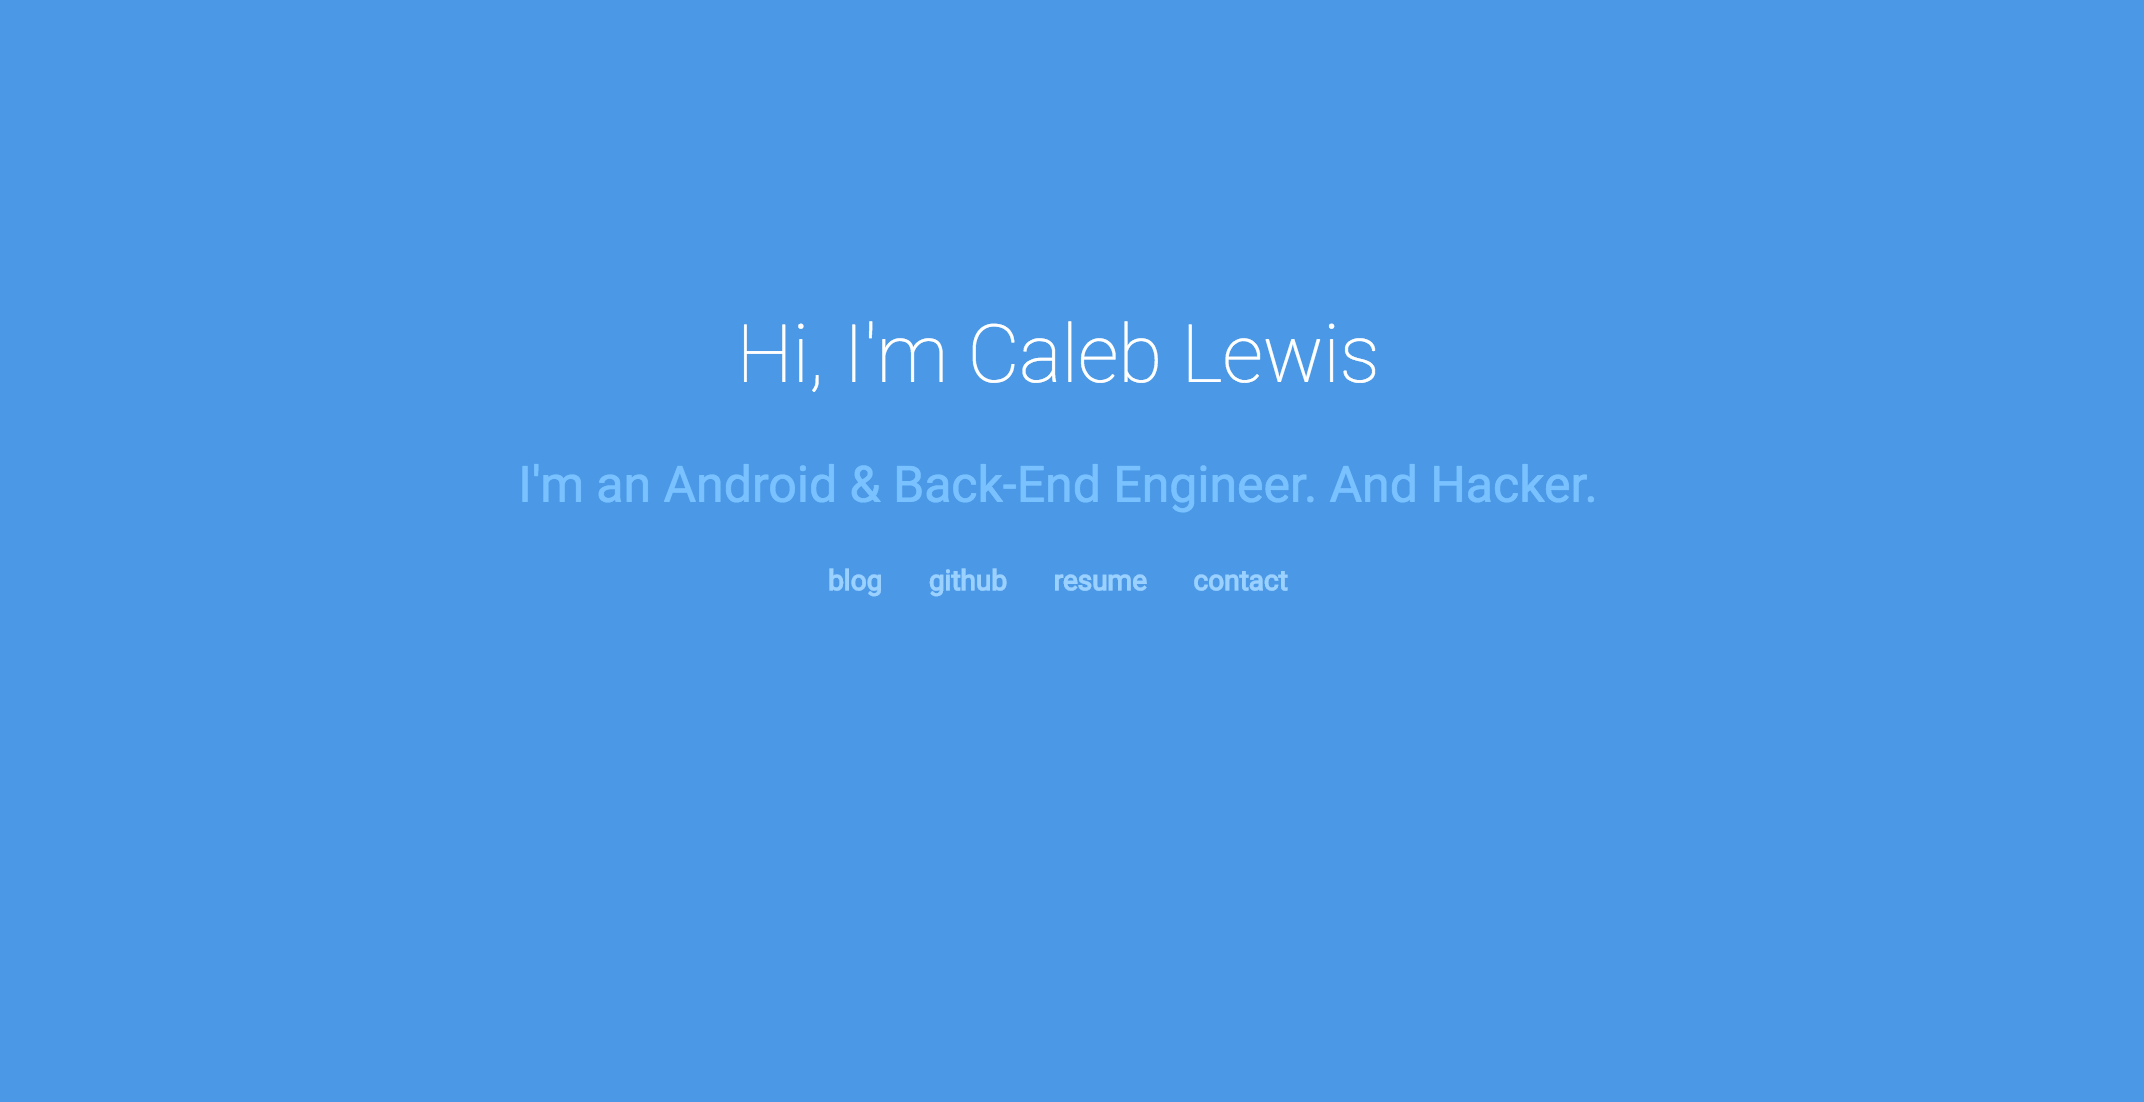 Hi, I'm Caleb Lewis
I'm an Android & Back-End Engineer. And Hacker.
blog github resume contact